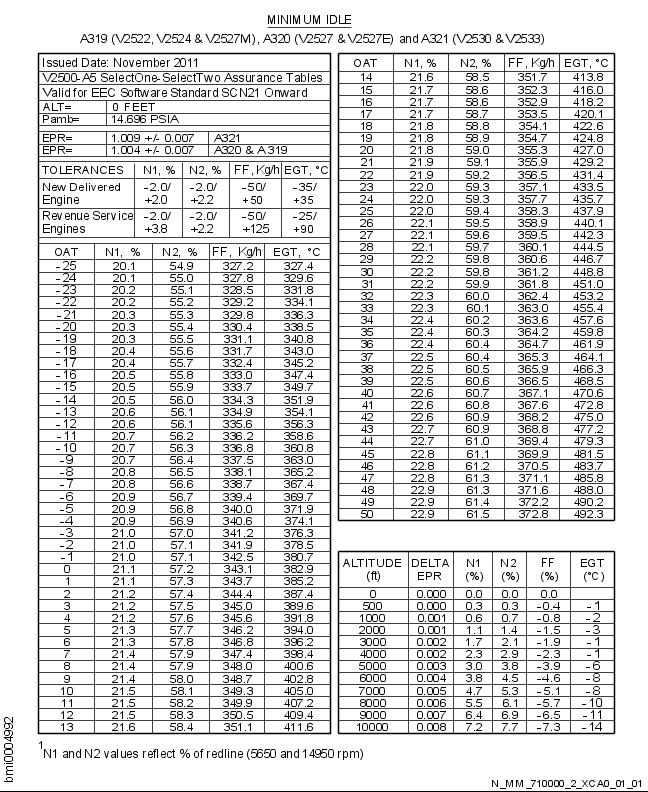 MINIMUM IDLE
A319 (V2522, V2524 & V2527M), A320 (V2527 & V2527E) and A321 (V2530 & V2533)
Issued Date: November 2011
V2500-A5 SelectOne-SelectTwo Assurance Tables
Valid for EEC Software Standard SCN21 Onward
ALT= 0 FEET
Pamb= 14.696 PSIA
EPR= 1.009 +/- 0.007 A321
EPR= 1.004 +/- 0.007 A320 & A319
TOLERANCES N1, % N2, % FF, Kg/h EGT, °C
New Delivered Engine -2.0/ +2.0 -2.0/ +2.2 -50/ +50 -35/ +35
Revenue Service Engines -2.0/ +3.8 -2.0/ +2.2 -50/ +125 -25/ +90
OAT N1, % N2, % FF, Kg/h EGT, °C
-25 20.1 54.9 327.2 327.4
-24 20.1 55.0 327.8 329.6
-23 20.2 55.1 328.5 331.8
-22 20.2 55.2 329.2 334.1
-21 20.3 55.3 329.8 336.3
-20 20.3 55.4 330.4 338.5
-19 20.3 55.5 331.1 340.8
-18 20.4 55.6 331.7 343.0
-17 20.4 55.7 332.4 345.2
-16 20.5 55.8 333.0 347.4
-15 20.5 55.9 333.7 349.7
-14 20.5 56.0 334.3 351.9
-13 20.6 56.1 334.9 354.1
-12 20.6 56.1 335.6 356.3
-11 20.7 56.2 336.2 358.6
-10 20.7 56.3 336.8 360.8
-9 20.7 56.4 337.5 363.0
-8 20.8 56.5 338.1 365.2
-7 20.8 56.6 338.7 367.4
-6 20.9 56.7 339.4 369.7
-5 20.9 56.8 340.0 371.9
-4 20.9 56.9 340.6 374.1
-3 21.0 57.0 341.2 376.3
-2 21.0 57.1 341.9 378.5
-1 21.0 57.1 342.5 380.7
0 21.1 57.2 343.1 382.9
1 21.1 57.3 343.7 385.2
2 21.2 57.4 344.4 387.4
3 21.2 57.5 345.0 389.6
4 21.2 57.6 345.6 391.8
5 21.3 57.7 346.2 394.0
6 21.3 57.8 346.8 396.2
7 21.4 57.9 347.4 398.4
8 21.4 57.9 348.0 400.6
9 21.4 58.0 348.7 402.8
10 21.5 58.1 349.3 405.0
11 21.5 58.2 349.9 407.2
12 21.5 58.3 350.5 409.4
13 21.6 58.4 351.1 411.6
OAT N1, % N2, % FF, Kg/h EGT, °C
14 21.6 58.5 351.7 413.8
15 21.7 58.6 352.3 416.0
16 21.7 58.6 352.9 418.2
17 21.7 58.7 353.5 420.1
18 21.8 58.8 354.1 422.6
19 21.8 58.9 354.7 424.8
20 21.8 59.0 355.3 427.0
21 21.9 59.1 355.9 429.2
22 21.9 59.2 356.5 431.4
23 22.0 59.3 357.1 433.5
24 22.0 59.3 357.7 435.7
25 22.0 59.4 358.3 437.9
26 22.1 59.5 358.9 440.1
27 22.1 59.6 359.5 442.3
28 22.1 59.7 360.1 444.5
29 22.2 59.8 360.6 446.7
30 22.2 59.8 361.2 448.8
31 22.2 59.9 361.8 451.0
32 22.3 60.0 362.4 453.2
33 22.3 60.1 363.0 455.4
34 22.4 60.2 363.6 457.6
35 22.4 60.3 364.2 459.8
36 22.4 60.4 364.7 461.9
37 22.5 60.4 365.3 464.1
38 22.5 60.5 365.9 466.3
39 22.5 60.6 366.5 468.5
40 22.6 60.7 367.1 470.6
41 22.6 60.8 367.6 472.8
42 22.6 60.9 368.2 475.0
43 22.7 60.9 368.8 477.2
44 22.7 61.0 369.4 479.3
45 22.8 61.1 369.9 481.5
46 22.8 61.2 370.5 483.7
47 22.8 61.3 371.1 485.8
48 22.9 61.3 371.6 488.0
49 22.9 61.4 372.2 490.2
50 22.9 61.5 372.8 492.3
ALTITUDE (ft) DELTA EPR N1 (%) N2 (%) FF (%) EGT (°C)
0 0.000 0.0 0.0 0.0
500 0.000 0.3 0.3 -0.4 -1
1000 0.001 0.6 0.7 -0.8 -2
2000 0.001 1.1 1.4 -1.5 -3
3000 0.002 1.7 2.1 -1.9 -1
4000 0.002 2.3 2.9 -2.3 -1
5000 0.003 3.0 3.8 -3.9 -6
6000 0.004 3.8 4.5 -4.6 -8
7000 0.005 4.7 5.3 -5.1 -8
8000 0.006 5.5 6.1 -5.7 -10
9000 0.007 6.4 6.9 -6.5 -11
10000 0.008 7.2 7.7 -7.3 -14
1N1 and N2 values reflect % of redline (5650 and 14950 rpm)
bmi0004992
N_MM_710000_2_XCA0_01_01